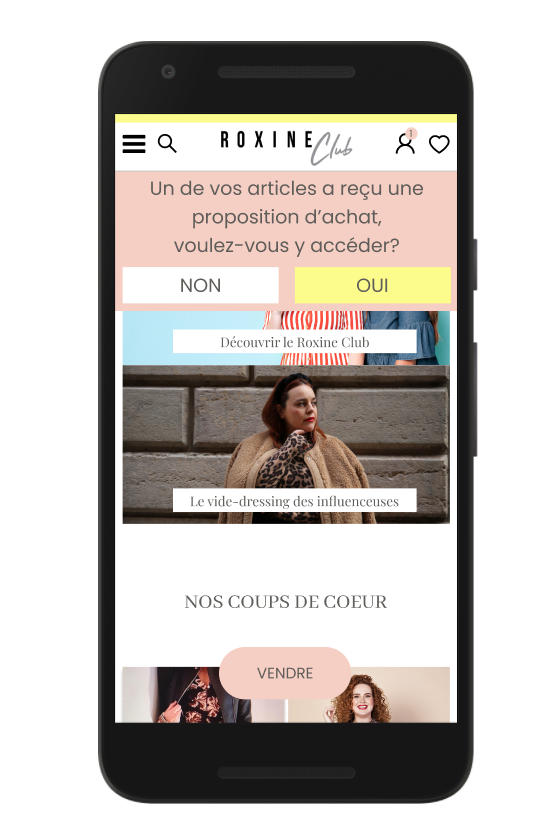 ROXINE Club
1
Un de vos articles a reçu une
proposition d’achat,
voulez-vous y accéder?
NON
OUI
Découvrir le Roxine Club
Le vide-dressing des influenceuses
NOS COUPS DE COEUR
VENDRE